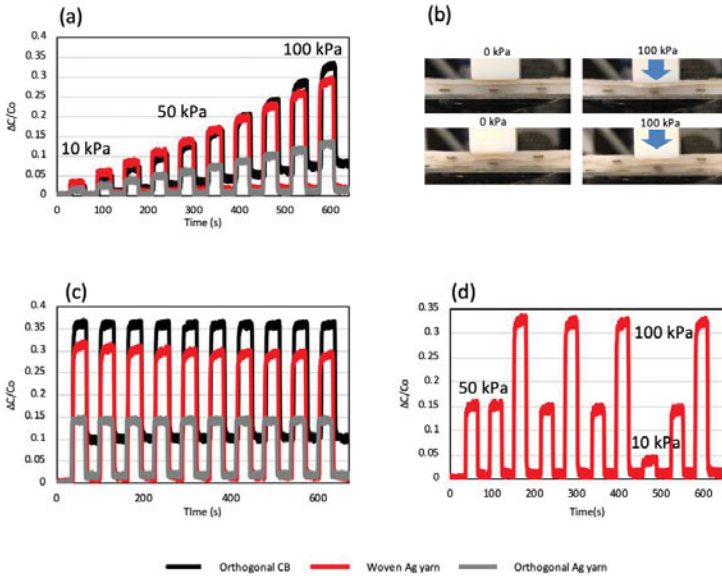 (a)
0.4
0.35
0.3
0.25
0.2
0.15
0.1
0.05
0
ΔC/Co
10 kPa
50 kPa
100 kPa
0 100 200 300 400 500 600
Time (s)
(b)
0 kPa
100 kPa
0 kPa
100 kPa
(c)
0.4
0.35
0.3
0.25
0.2
0.15
0.1
0.05
0
ΔC/Co
0 200 400 600
Time (s)
(d)
0.35
0.3
0.25
0.2
0.15
0.1
0.05
0
ΔC/Co
50 kPa
100 kPa
10 kPa
0 100 200 300 400 500 600
Time(s)
Orthogonal CB Woven Ag yarn Orthogonal Ag yarn